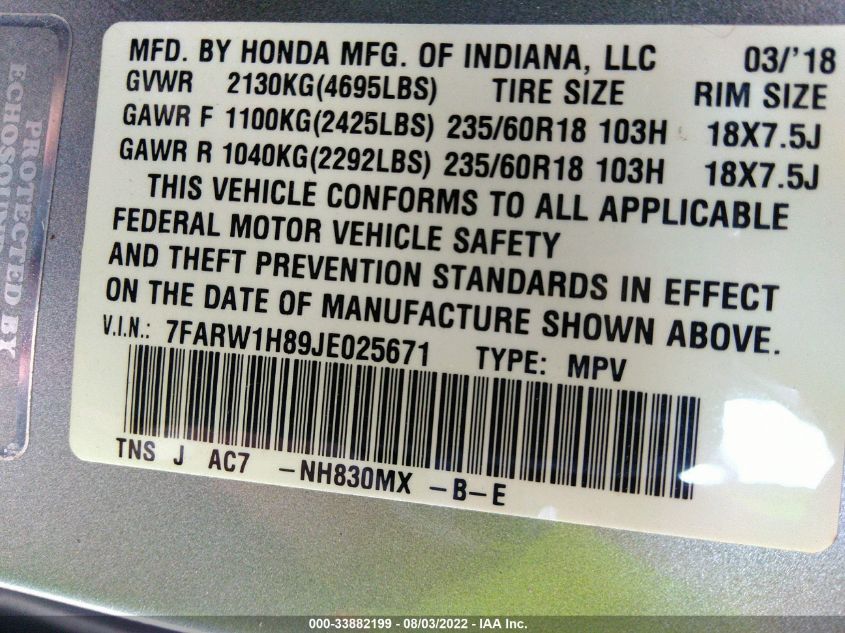 MFD. BY HONDA MFG. OF INDIANA, LLC 03/'18
GVWR 2130KG(4695LBS) TIRE SIZE RIM SIZE
GAWR F 1100KG(2425LBS) 235/60R18 103H 18X7.5J
GAWR R 1040KG(2292LBS) 235/60R18 103H 18X7.5J
THIS VEHICLE CONFORMS TO ALL APPLICABLE
FEDERAL MOTOR VEHICLE SAFETY
AND THEFT PREVENTION STANDARDS IN EFFECT
ON THE DATE OF MANUFACTURE SHOWN ABOVE.
V.I.N.: 7FARW1H89JE025671 TYPE: MPV
TNS J AC7 -NH830MX -B-E
PROTECTED BY
000-33882199 - 08/03/2022 - IAA Inc.